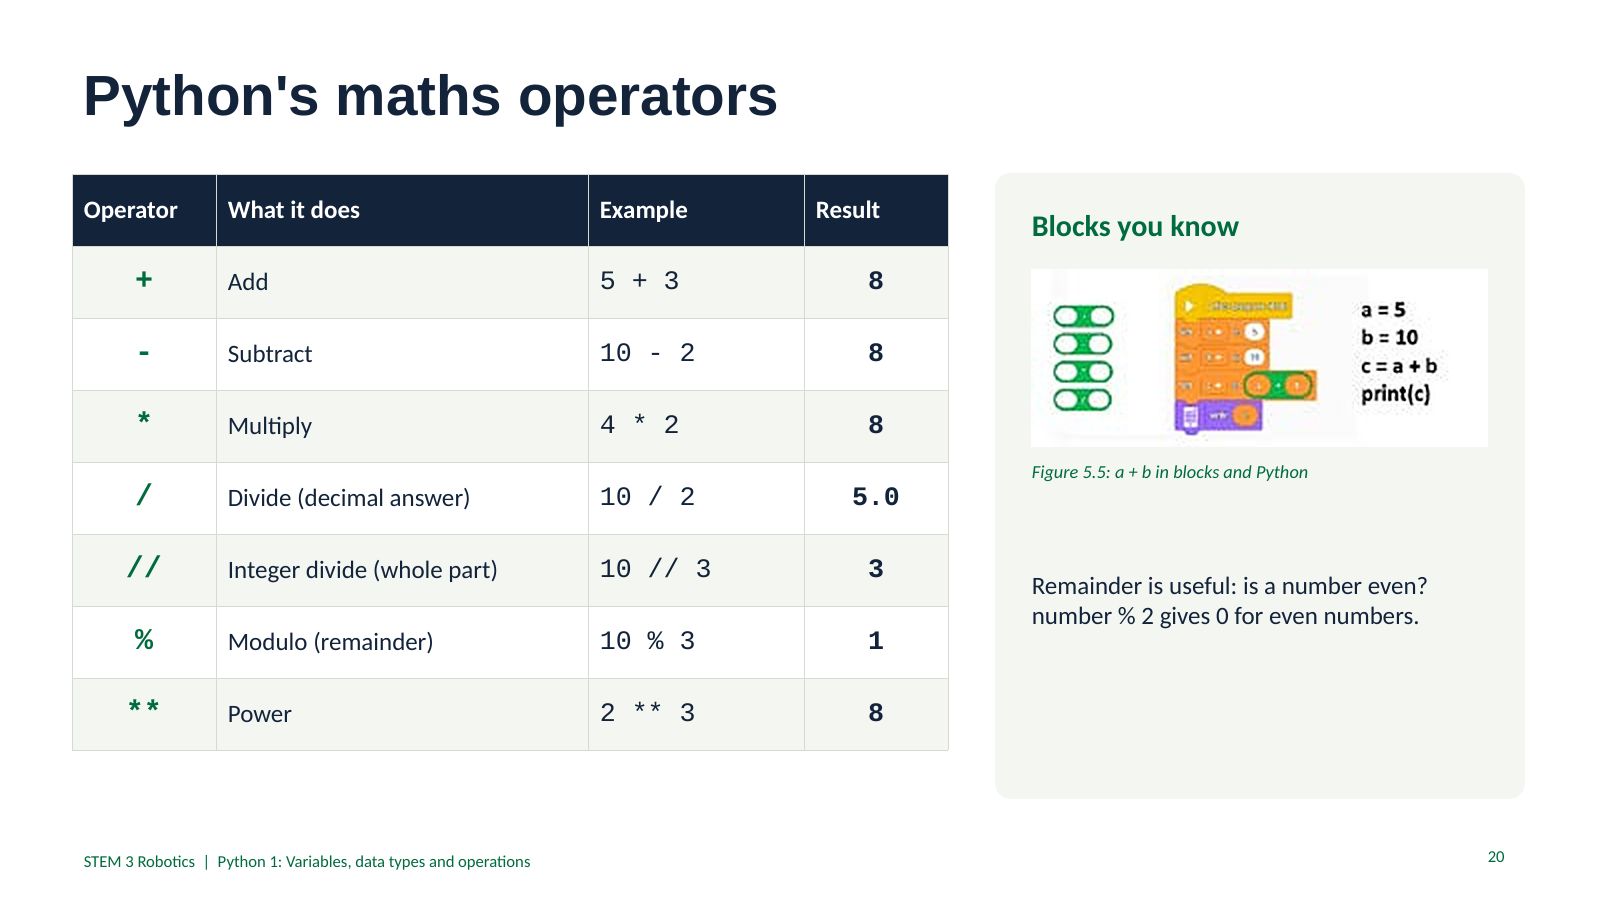 Python's maths operators
Operator What it does Example Result
+ Add 5 + 3 8
- Subtract 10 - 2 8
* Multiply 4 * 2 8
/ Divide (decimal answer) 10 / 2 5.0
// Integer divide (whole part) 10 // 3 3
% Modulo (remainder) 10 % 3 1
** Power 2 ** 3 8
Blocks you know
5
10
a = 5
b = 10
c = a + b
print(c)
Figure 5.5: a + b in blocks and Python
Remainder is useful: is a number even?
number % 2 gives 0 for even numbers.
STEM 3 Robotics | Python 1: Variables, data types and operations
20